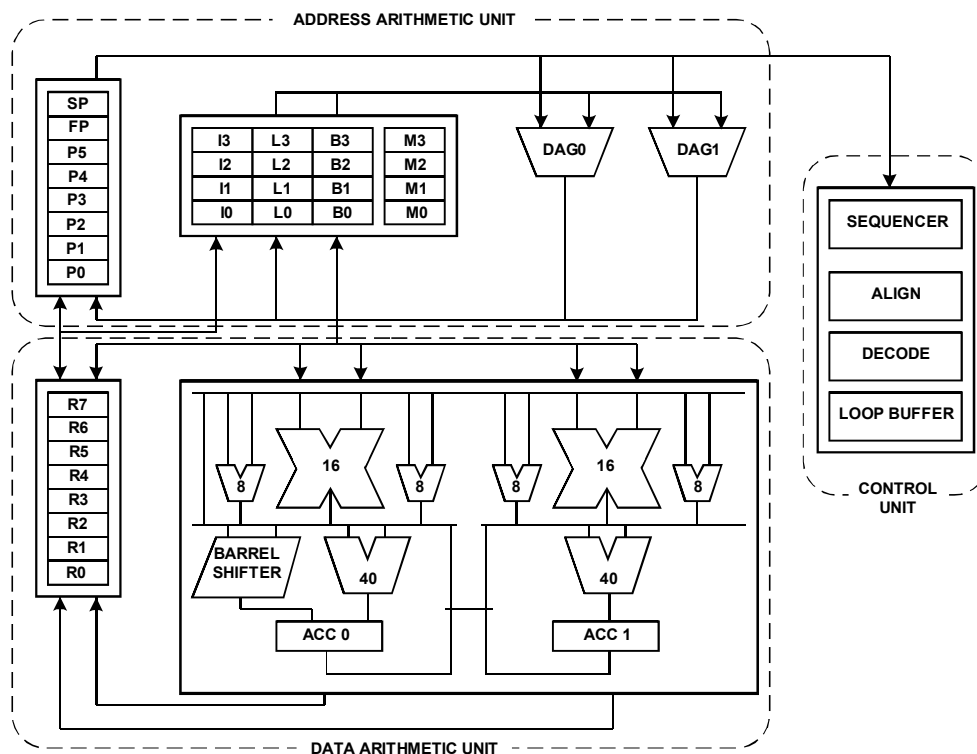 ADDRESS ARITHMETIC UNIT
SP
FP
P5
P4
P3
P2
P1
P0
I3 L3 B3 M3
I2 L2 B2 M2
I1 L1 B1 M1
I0 L0 B0 M0
DAG0
DAG1
SEQUENCER
ALIGN
DECODE
LOOP BUFFER
CONTROL
UNIT
R7
R6
R5
R4
R3
R2
R1
R0
8
16
8
8
16
8
BARREL
SHIFTER
40
40
ACC 0
ACC 1
DATA ARITHMETIC UNIT